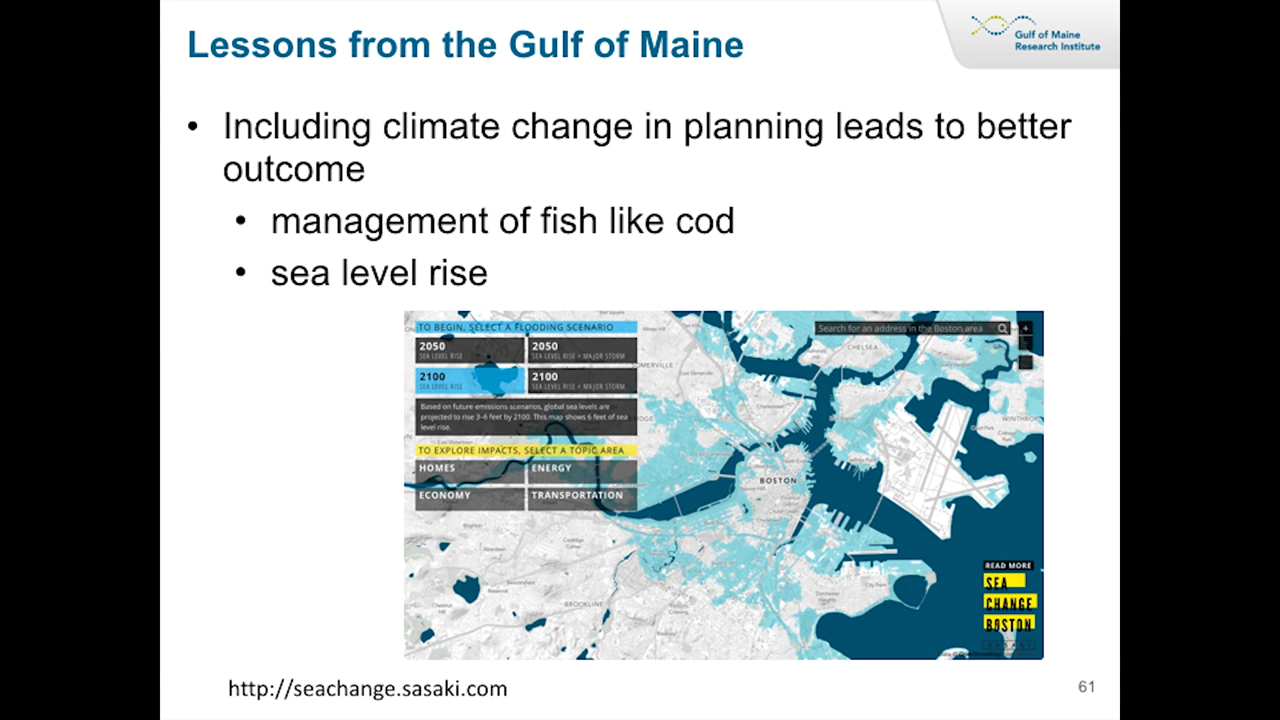 Lessons from the Gulf of Maine
Gulf of Maine
Research Institute
• Including climate change in planning leads to better
outcome
• management of fish like cod
• sea level rise
TO BEGIN, SELECT A FLOODING SCENARIO
2050
SEA LEVEL RISE
2050
SEA LEVEL RISE + MAJOR STORM
2100
SEA LEVEL RISE
2100
SEA LEVEL RISE + MAJOR STORM
Based on future emissions scenarios, global sea levels are
projected to rise 3-6 feet by 2100. This map shows 6 feet of sea
level rise.
TO EXPLORE IMPACTS, SELECT A TOPIC AREA
HOMES
ENERGY
ECONOMY
TRANSPORTATION
Search for an address in the Boston area
+
CHELSEA
SOMERVILLE
WINTHROP
BOSTON
Brighton
BROOKLINE
READ MORE
SEA
CHANGE
BOSTON
SASAKI
http://seachange.sasaki.com
61